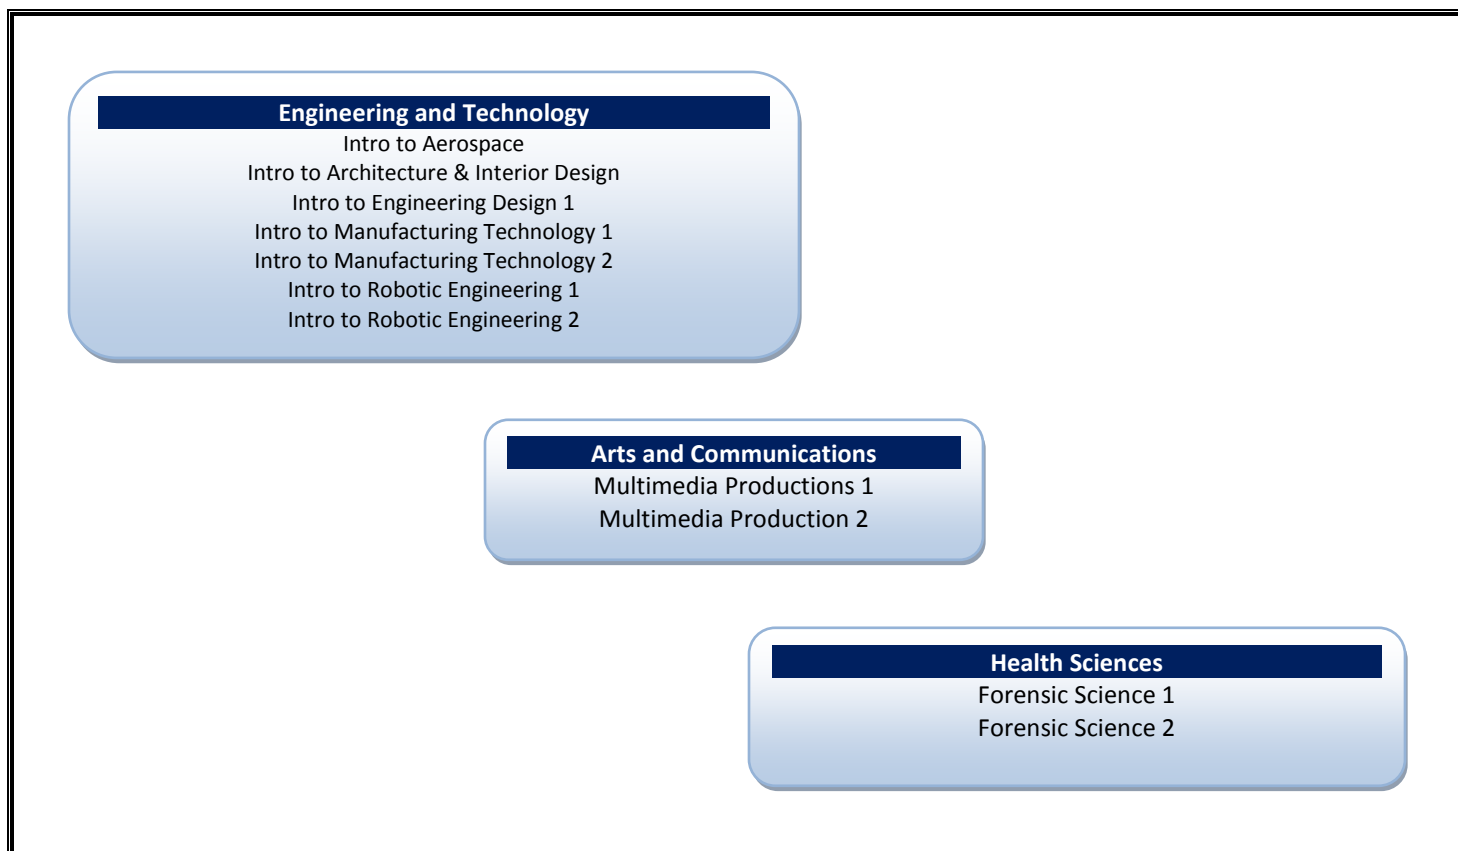 Engineering and Technology
Intro to Aerospace
Intro to Architecture & Interior Design
Intro to Engineering Design 1
Intro to Manufacturing Technology 1
Intro to Manufacturing Technology 2
Intro to Robotic Engineering 1
Intro to Robotic Engineering 2
Arts and Communications
Multimedia Productions 1
Multimedia Production 2
Health Sciences
Forensic Science 1
Forensic Science 2